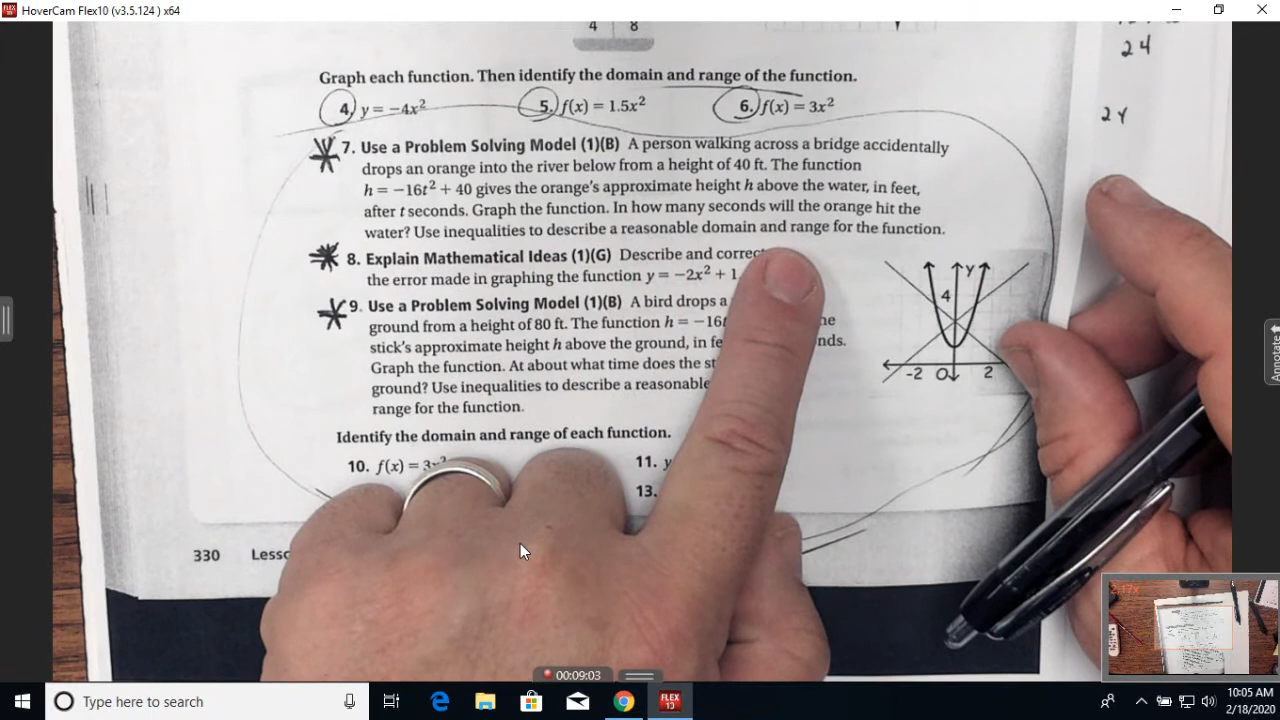 HoverCam Flex10 (v3.5.124 ) x64
24
4 8
24
Graph each function. Then identify the domain and range of the function.
4. y = −4x² 5. f(x) = 1.5x² 6. f(x) = 3x²
7. Use a Problem Solving Model (1)(B) A person walking across a bridge accidentally
drops an orange into the river below from a height of 40 ft. The function
h = −16t² + 40 gives the orange's approximate height h above the water, in feet,
after t seconds. Graph the function. In how many seconds will the orange hit the
water? Use inequalities to describe a reasonable domain and range for the function.
8. Explain Mathematical Ideas (1)(G) Describe and
the error made in graphing the function y = −2x² + 1
9. Use a Problem Solving Model (1)(B) A bird drops a
ground from a height of 80 ft. The function h = −16
stick's approximate height h above the ground, in
Graph the function. At about what time does the
ground? Use inequalities to describe a reasonable
range for the function.
y
4
-2 O 2
Identify the domain and range of each function.
10. f(x) = 11. y
13.
330
Annotate
2.17x
00:09:03
Type here to search
FLEX
10
10:05 AM
2/18/2020